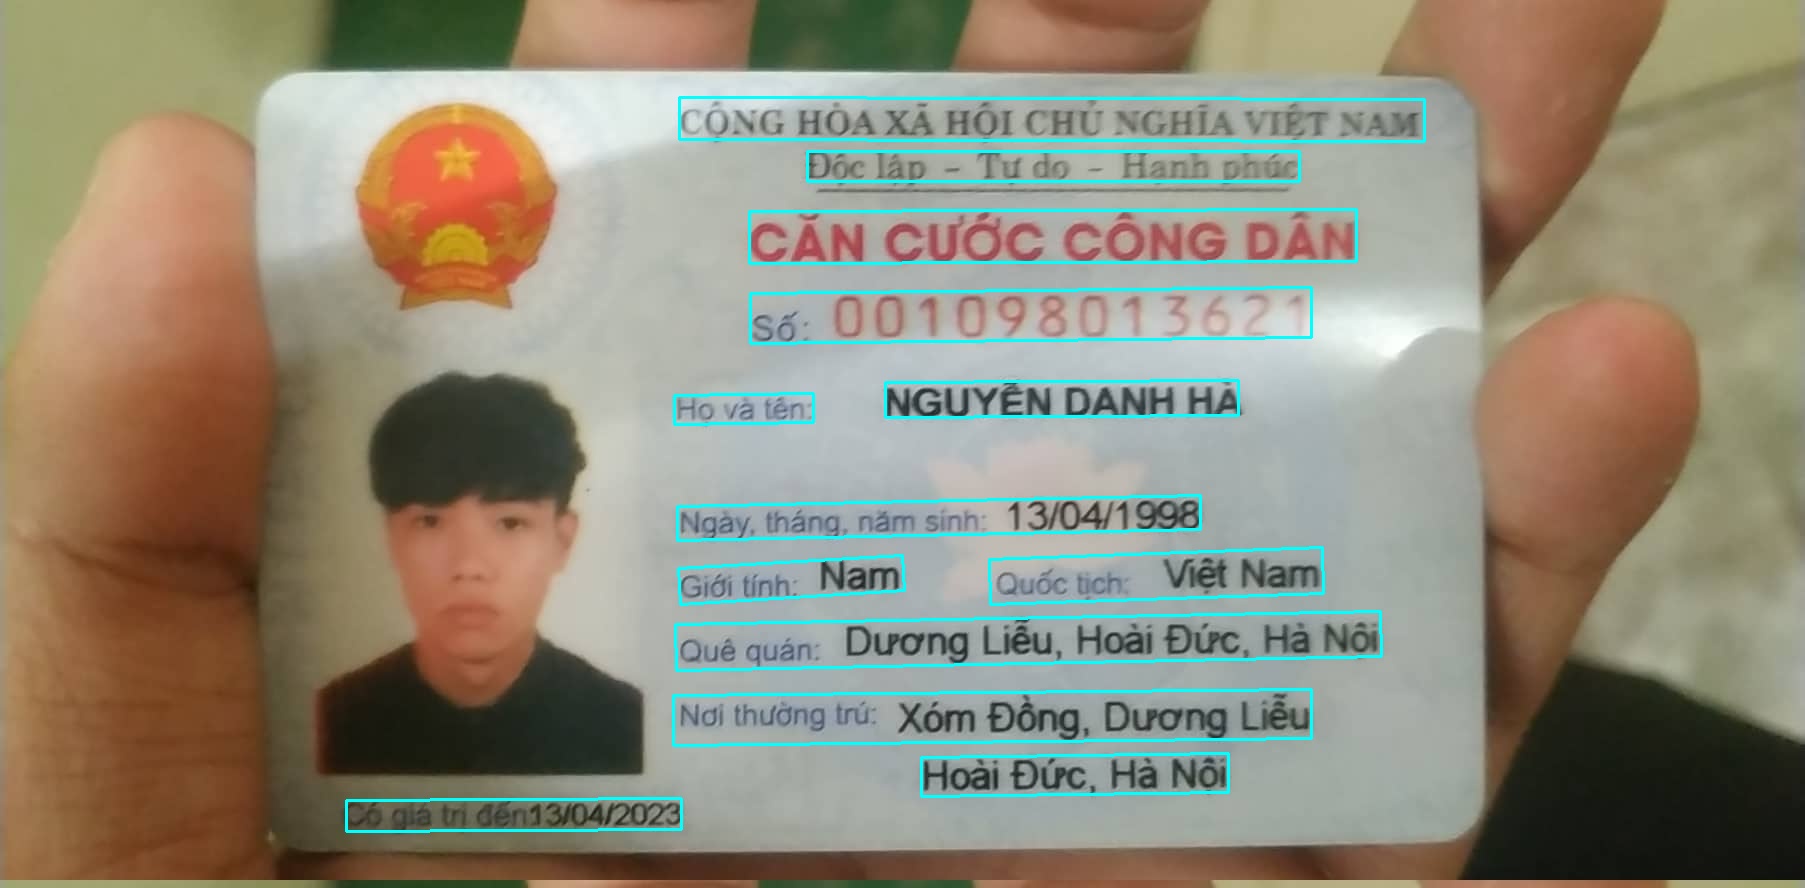 CỘNG HÒA XÃ HỘI CHỦ NGHĨA VIỆT NAM
Độc lập - Tự do - Hạnh phúc
CĂN CƯỚC CÔNG DÂN
Số: 001098013621
Họ và tên: NGUYỄN DANH HÀ
Ngày, tháng, năm sinh: 13/04/1998
Giới tính: Nam Quốc tịch: Việt Nam
Quê quán: Dương Liễu, Hoài Đức, Hà Nội
Nơi thường trú: Xóm Đồng, Dương Liễu
Hoài Đức, Hà Nội
Có giá trị đến 13/04/2023